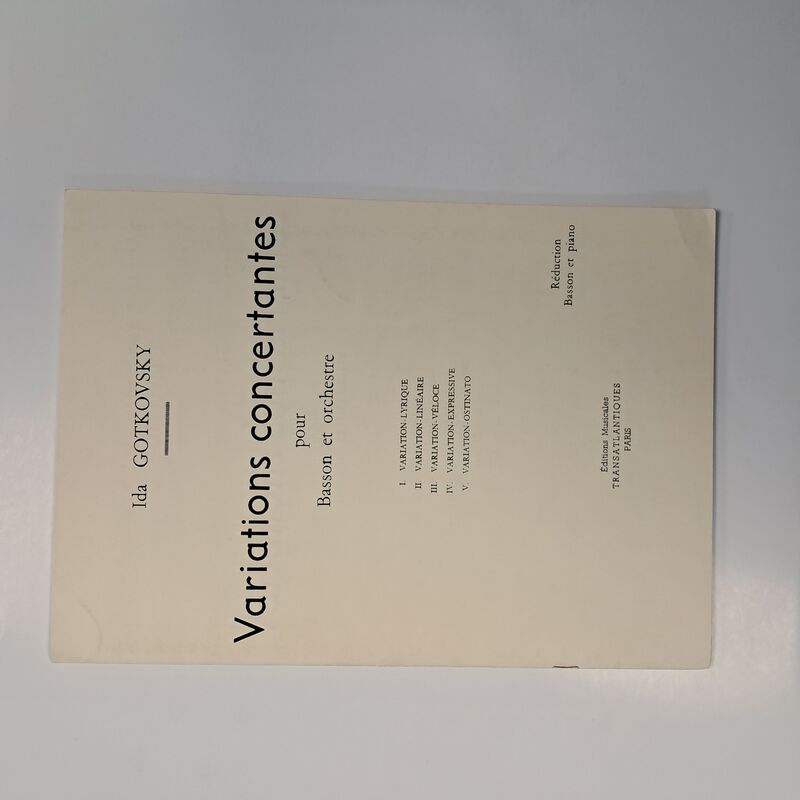 Ida GOTKOVSKY
Variations concertantes
pour
Basson et orchestre
I. VARIATION-LYRIQUE
II. VARIATION-LINÉAIRE
III. VARIATION-VÉLOCE
IV. VARIATION-EXPRESSIVE
V. VARIATION-OSTINATO
Réduction
Basson et piano
Éditions Musicales
TRANSATLANTIQUES
PARIS